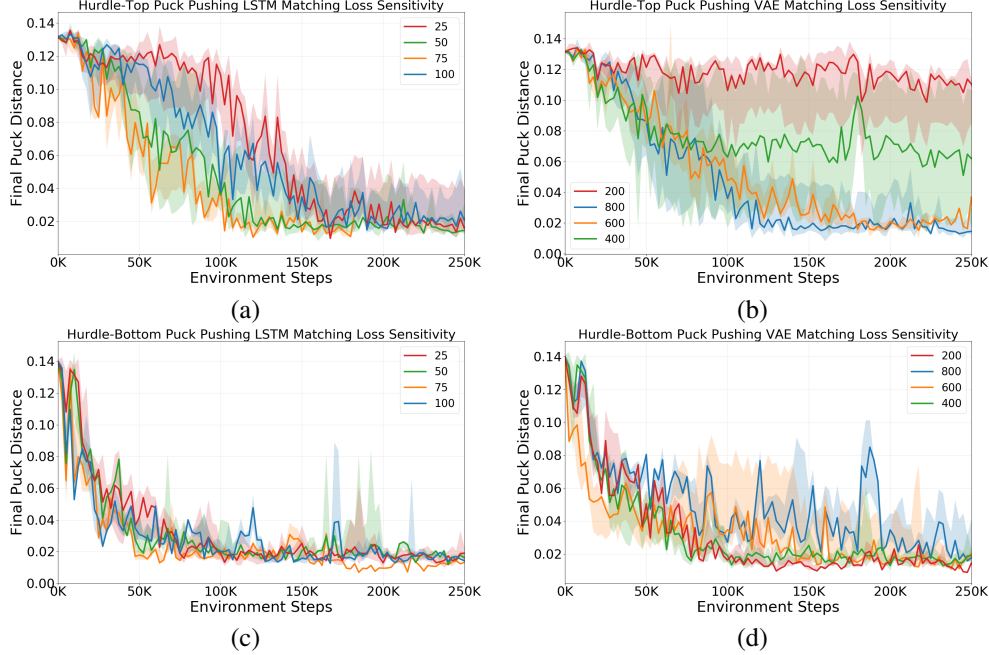 Hurdle-Top Puck Pushing LSTM Matching Loss Sensitivity
Final Puck Distance
0.14
0.12
0.10
0.08
0.06
0.04
0.02
0K
50K
100K
150K
200K
250K
Environment Steps
25
50
75
100
(a)
Hurdle-Top Puck Pushing VAE Matching Loss Sensitivity
Final Puck Distance
0.14
0.12
0.10
0.08
0.06
0.04
0.02
0.00
0K
50K
100K
150K
200K
250K
Environment Steps
200
800
600
400
(b)
Hurdle-Bottom Puck Pushing LSTM Matching Loss Sensitivity
Final Puck Distance
0.14
0.12
0.10
0.08
0.06
0.04
0.02
0.00
0K
50K
100K
150K
200K
250K
Environment Steps
25
50
75
100
(c)
Hurdle-Bottom Puck Pushing VAE Matching Loss Sensitivity
Final Puck Distance
0.14
0.12
0.10
0.08
0.06
0.04
0.02
0K
50K
100K
150K
200K
250K
Environment Steps
200
800
600
400
(d)